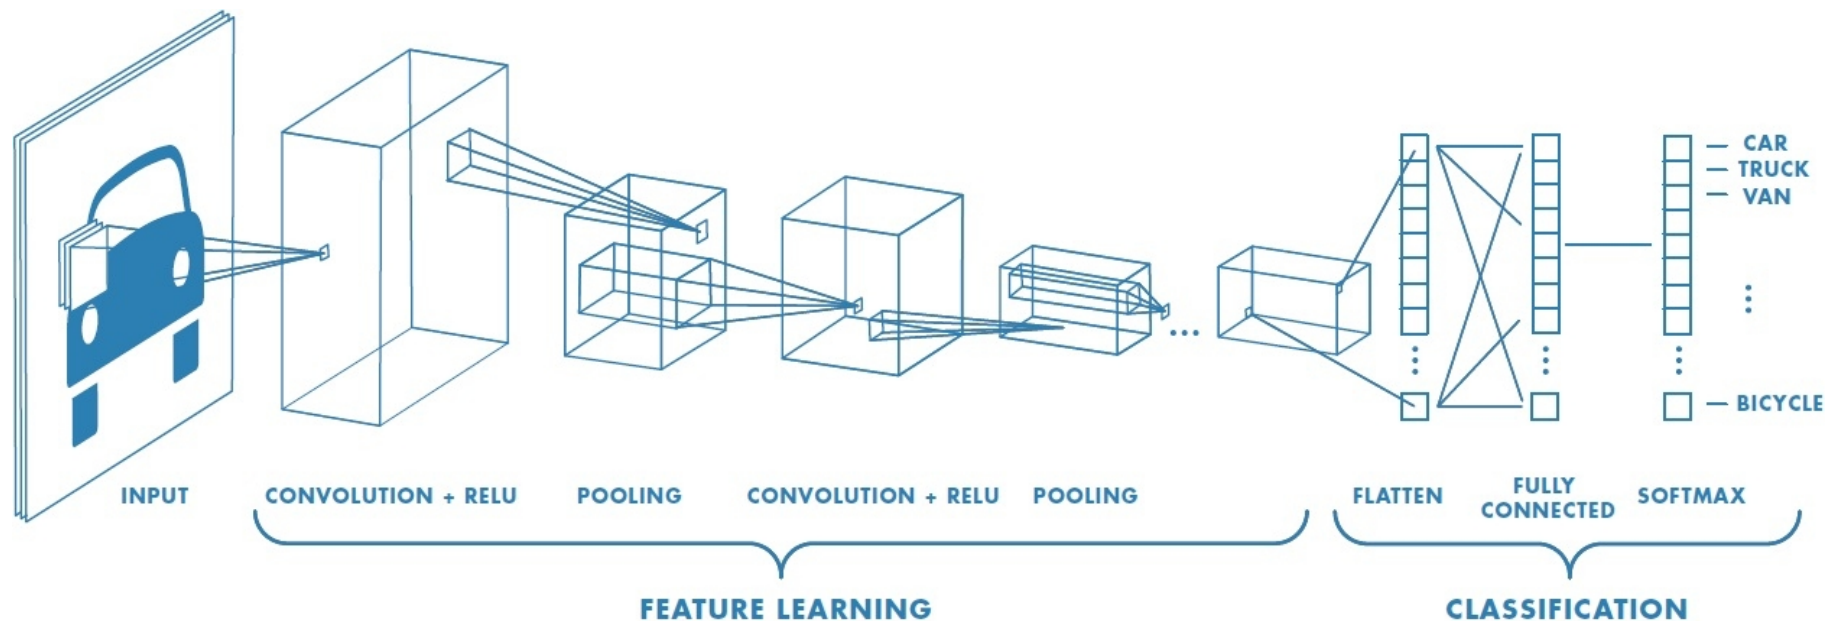 CAR
TRUCK
VAN
BICYCLE
INPUT
CONVOLUTION + RELU
POOLING
CONVOLUTION + RELU
POOLING
FLATTEN
FULLY
CONNECTED
SOFTMAX
FEATURE LEARNING
CLASSIFICATION